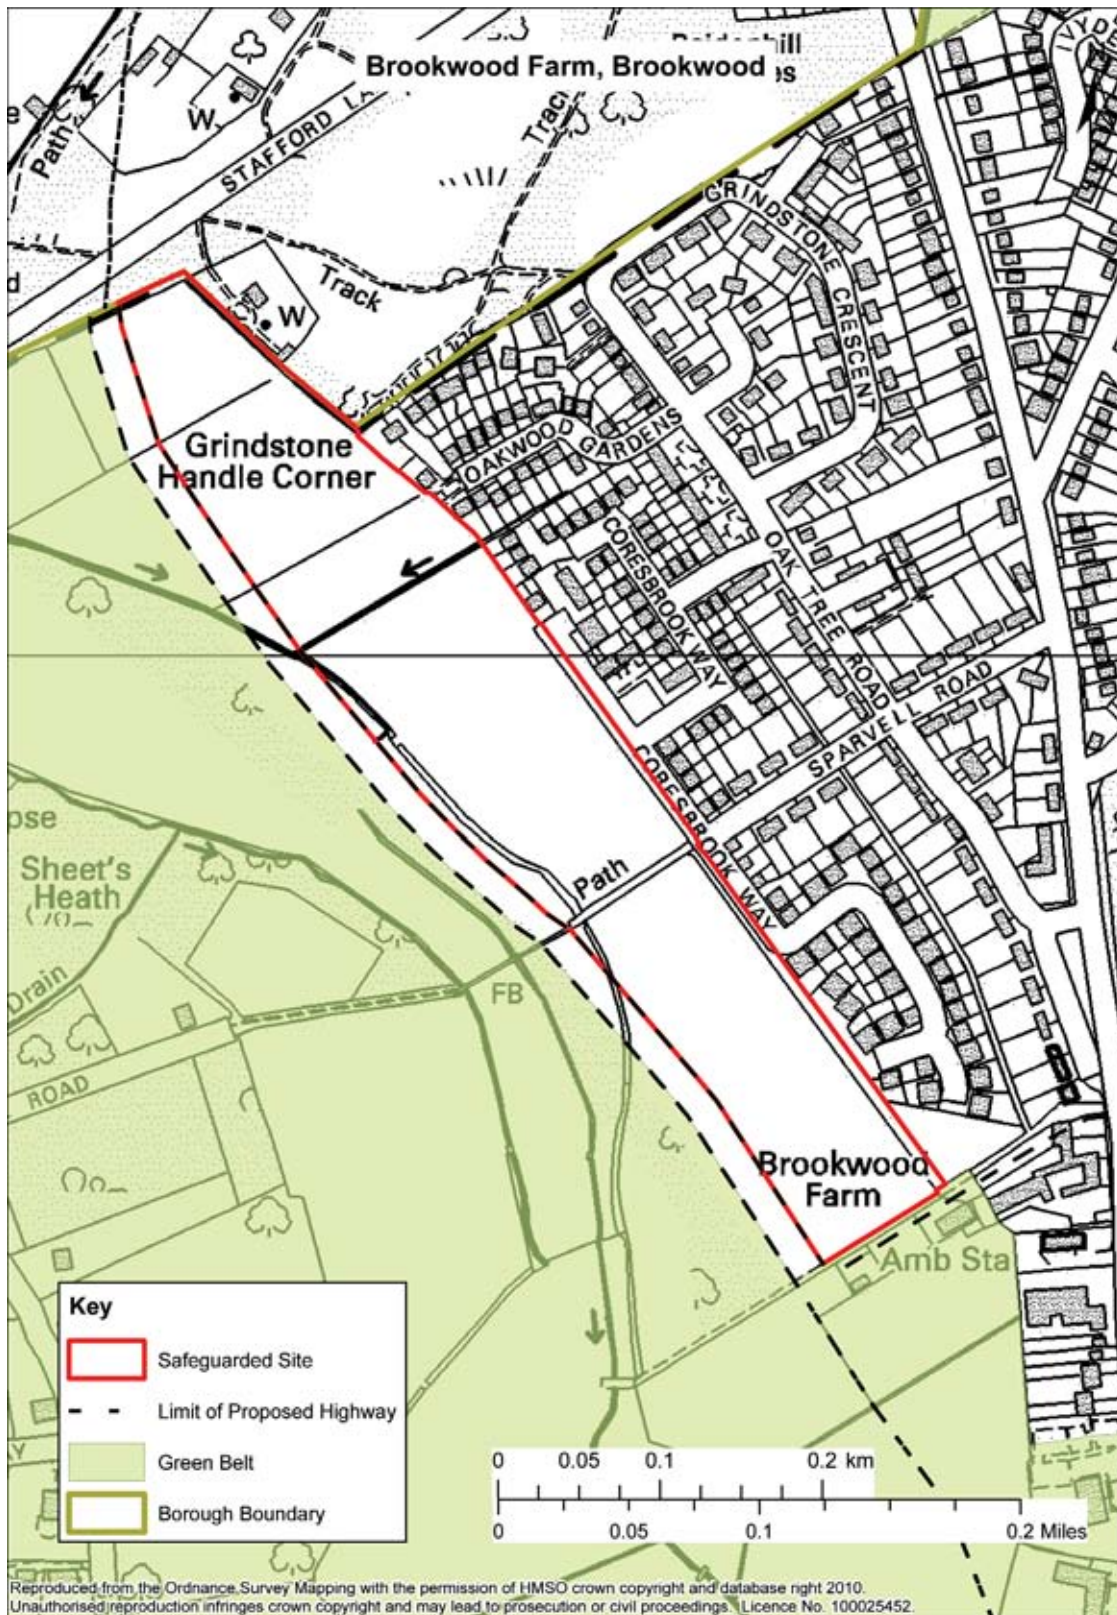 Brookwood Farm, Brookwood
IVYDE
Path
W
STAFFORD LA
Track
Track
W
GRINDSTONE CRESCENT
OAKWOOD GARDENS
Grindstone
Handle Corner
CORESBROOK WAY
OAK TREE ROAD
SPARVELL ROAD
CORESBROOK WAY
Path
Sheet's
Heath
Drain
FB
ROAD
Brookwood
Farm
Amb Sta
Key
Safeguarded Site
Limit of Proposed Highway
Green Belt
Borough Boundary
0 0.05 0.1 0.2 km
0 0.05 0.1 0.2 Miles
Reproduced from the Ordnance Survey Mapping with the permission of HMSO crown copyright and database right 2010.
Unauthorised reproduction infringes crown copyright and may lead to prosecution or civil proceedings. Licence No. 100025452.